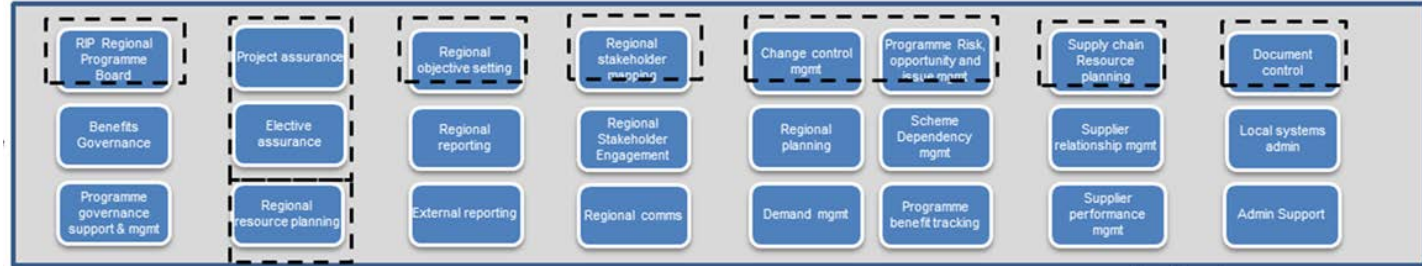 RIP Regional
Programme
Board
Project assurance
Regional
objective setting
Regional
stakeholder
mapping
Change control
mgmt
Programme Risk,
opportunity and
issue mgmt
Supply chain
Resource
planning
Document
control
Benefits
Governance
Elective
assurance
Regional
reporting
Regional
Stakeholder
Engagement
Regional
planning
Scheme
Dependency
mgmt
Supplier
relationship mgmt
Local systems
admin
Programme
governance
support & mgmt
Regional
resource planning
External reporting
Regional comms
Demand mgmt
Programme
benefit tracking
Supplier
performance
mgmt
Admin Support